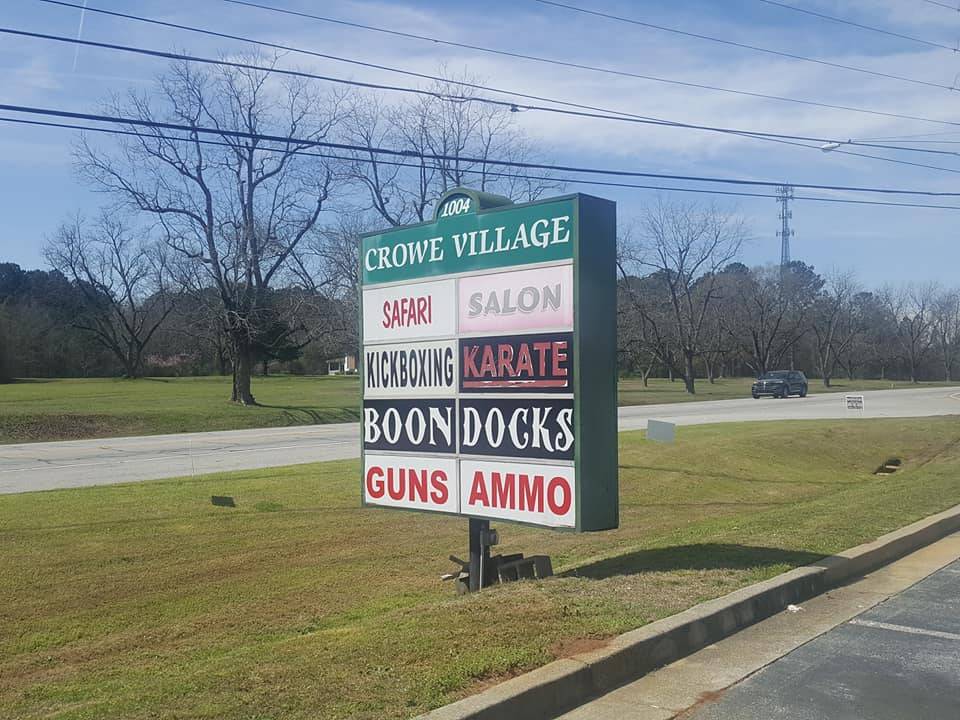 1004
CROWE VILLAGE
SAFARI SALON
KICKBOXING KARATE
BOON DOCKS
GUNS AMMO